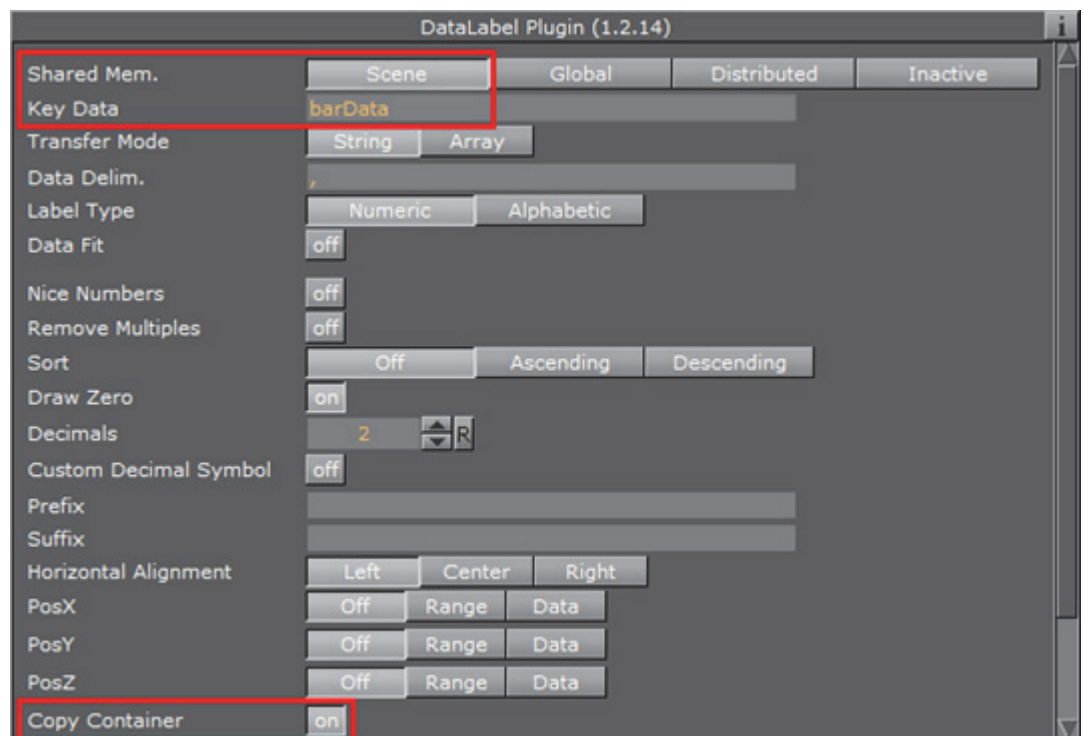 DataLabel Plugin (1.2.14) i
Shared Mem. Scene Global Distributed Inactive
Key Data barData
Transfer Mode String Array
Data Delim. ,
Label Type Numeric Alphabetic
Data Fit off
Nice Numbers off
Remove Multiples off
Sort Off Ascending Descending
Draw Zero on
Decimals 2 R
Custom Decimal Symbol off
Prefix
Suffix
Horizontal Alignment Left Center Right
PosX Off Range Data
PosY Off Range Data
PosZ Off Range Data
Copy Container on